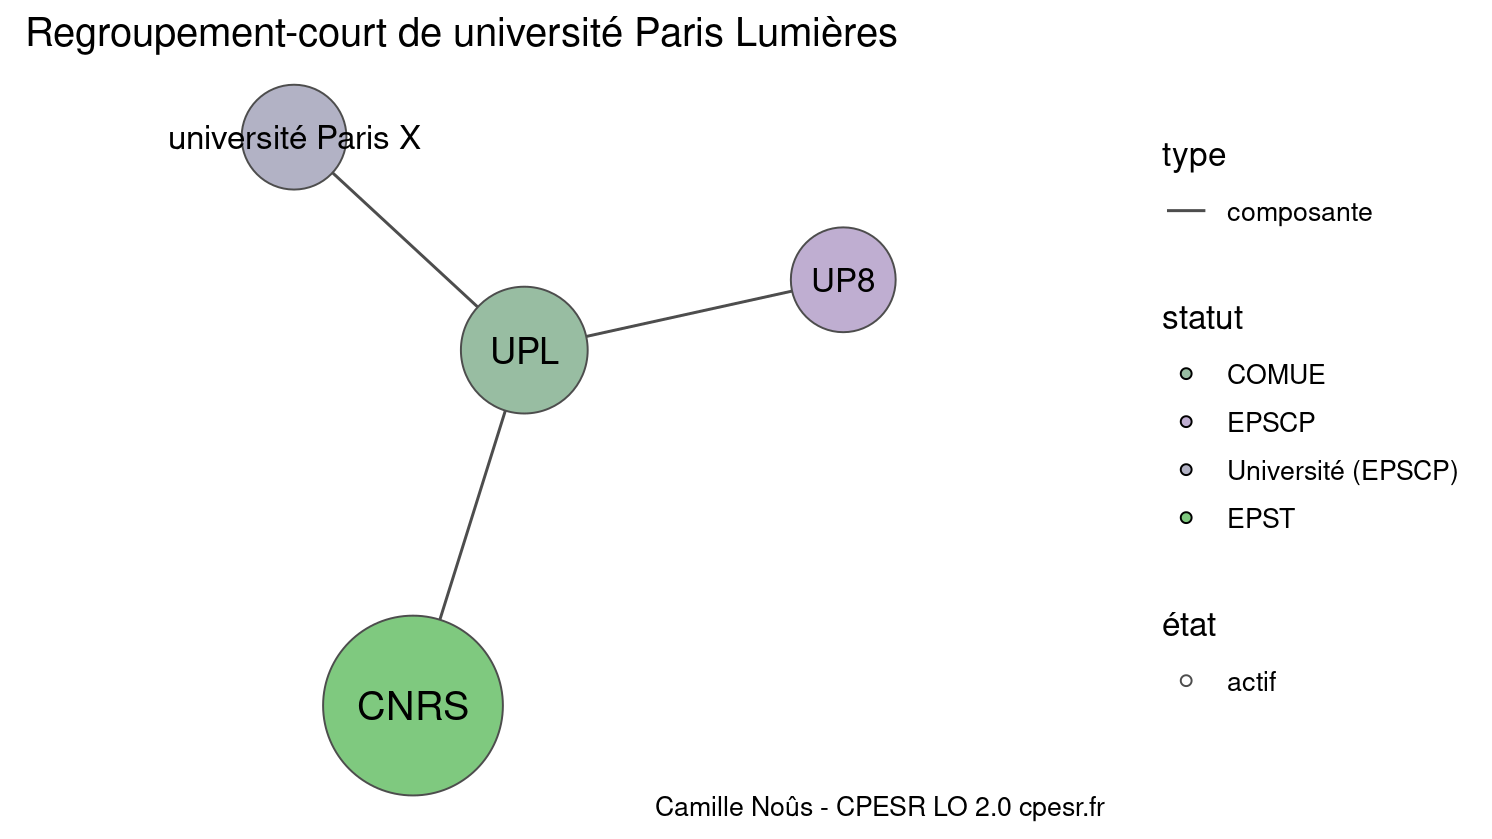 Regroupement-court de université Paris Lumières
université Paris X
UP8
UPL
CNRS
type
composante
statut
COMUE
EPSCP
Université (EPSCP)
EPST
état
actif
Camille Noûs - CPESR LO 2.0 cpesr.fr